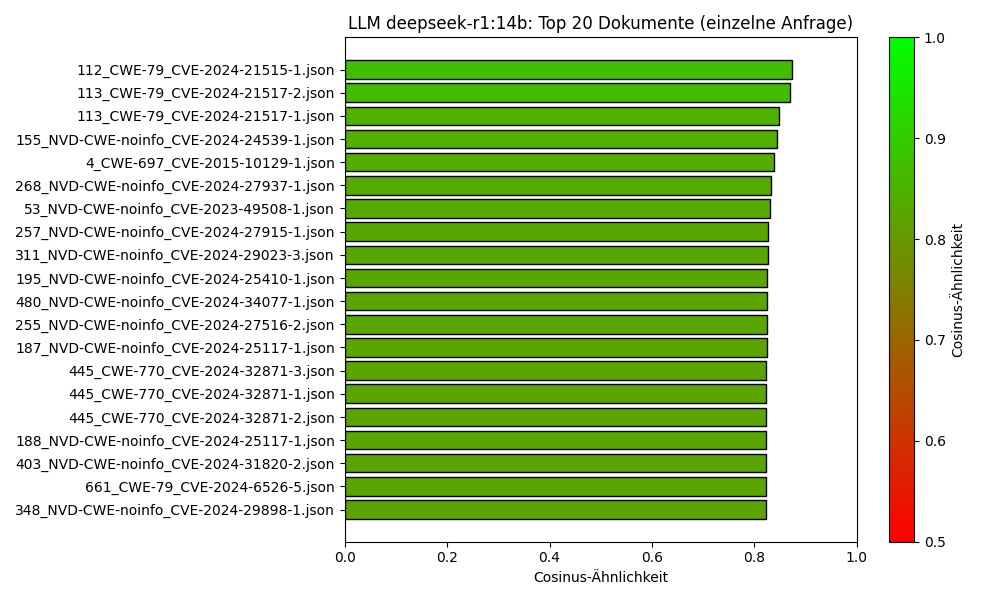 LLM deepseek-r1:14b: Top 20 Dokumente (einzelne Anfrage)
112_CWE-79_CVE-2024-21515-1.json
113_CWE-79_CVE-2024-21517-2.json
113_CWE-79_CVE-2024-21517-1.json
155_NVD-CWE-noinfo_CVE-2024-24539-1.json
4_CWE-697_CVE-2015-10129-1.json
268_NVD-CWE-noinfo_CVE-2024-27937-1.json
53_NVD-CWE-noinfo_CVE-2023-49508-1.json
257_NVD-CWE-noinfo_CVE-2024-27915-1.json
311_NVD-CWE-noinfo_CVE-2024-29023-3.json
195_NVD-CWE-noinfo_CVE-2024-25410-1.json
480_NVD-CWE-noinfo_CVE-2024-34077-1.json
255_NVD-CWE-noinfo_CVE-2024-27516-2.json
187_NVD-CWE-noinfo_CVE-2024-25117-1.json
445_CWE-770_CVE-2024-32871-3.json
445_CWE-770_CVE-2024-32871-1.json
445_CWE-770_CVE-2024-32871-2.json
188_NVD-CWE-noinfo_CVE-2024-25117-1.json
403_NVD-CWE-noinfo_CVE-2024-31820-2.json
661_CWE-79_CVE-2024-6526-5.json
348_NVD-CWE-noinfo_CVE-2024-29898-1.json
0.0 0.2 0.4 0.6 0.8 1.0
Cosinus-Ähnlichkeit
1.0
0.9
0.8
0.7
0.6
0.5
Cosinus-Ähnlichkeit